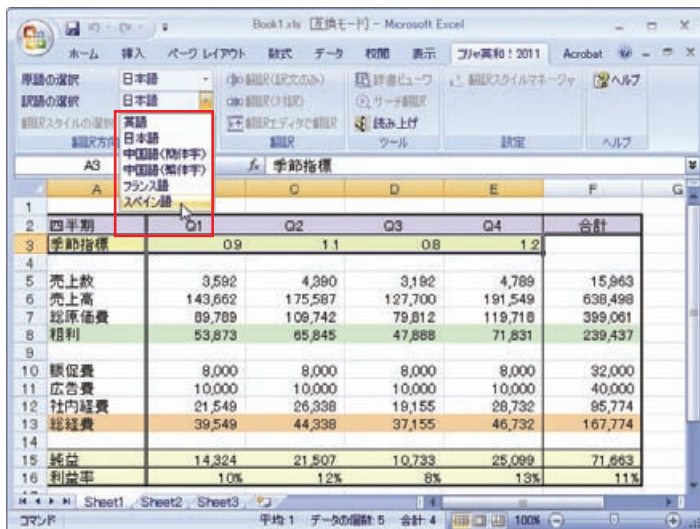 Book1.xls [互換モード] - Microsoft Excel
ホーム 挿入 ページ レイアウト 数式 データ 校閲 表示 コリャ英和！2011 Acrobat
原語の選択 日本語 翻訳(訳文のみ) 辞書ビューワ 翻訳スタイルマネージャ ヘルプ
訳語の選択 日本語 翻訳(対訳) サーチ翻訳
翻訳スタイルの選択 翻訳エディタで翻訳 読み上げ
翻訳方向 翻訳 ツール 設定 ヘルプ
英語
日本語
中国語(簡体字)
中国語(繁体字)
フランス語
スペイン語
A3 fx 季節指標
A C D E F G
1
2 四半期 Q1 Q2 Q3 Q4 合計
3 季節指標 0.9 1.1 0.8 1.2
4
5 売上数 3,592 4,390 3,192 4,789 15,963
6 売上高 143,662 175,587 127,700 191,549 638,498
7 総原価費 89,789 109,742 79,812 119,718 399,061
8 粗利 53,873 65,845 47,888 71,831 239,437
9
10 販促費 8,000 8,000 8,000 8,000 32,000
11 広告費 10,000 10,000 10,000 10,000 40,000
12 社内経費 21,549 26,338 19,155 28,732 95,774
13 総経費 39,549 44,338 37,155 46,732 167,774
14
15 純益 14,324 21,507 10,733 25,099 71,663
16 利益率 10% 12% 8% 13% 11%
Sheet1 Sheet2 Sheet3
コマンド 平均: 1 データの個数: 5 合計: 4 100%